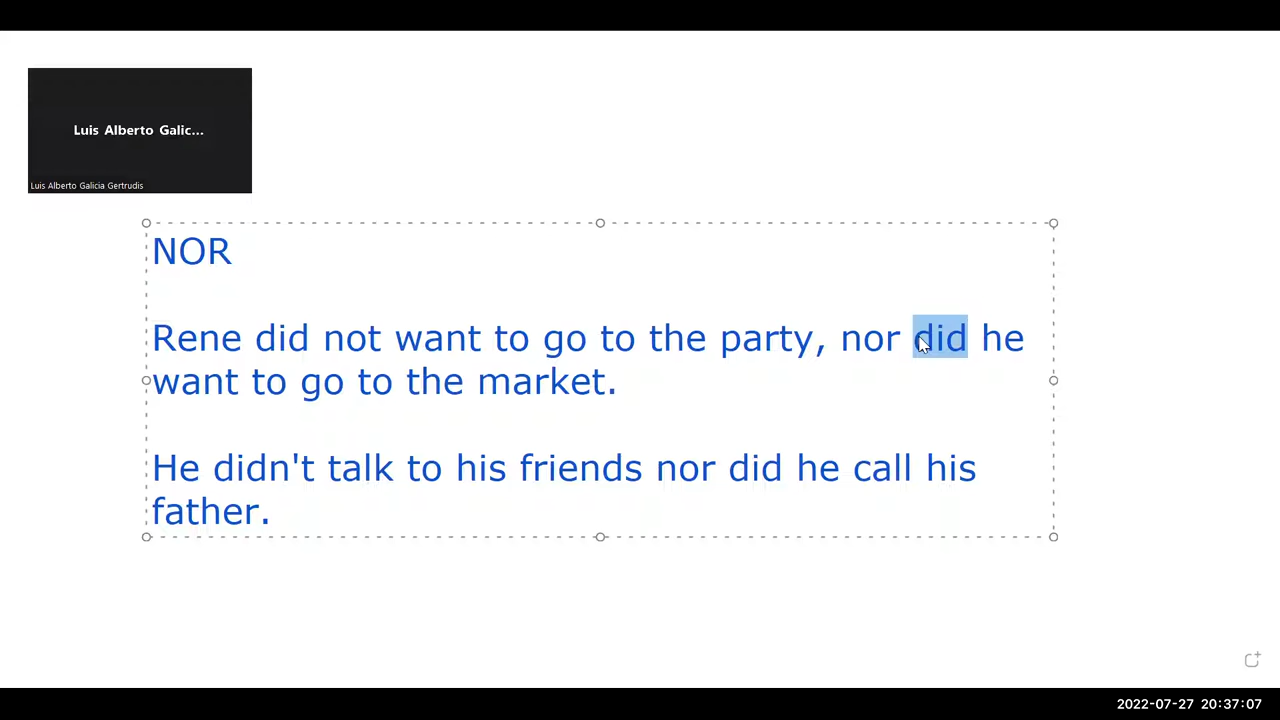 Luis Alberto Galic...
Luis Alberto Galicia Gertrudis
NOR
Rene did not want to go to the party, nor did he
want to go to the market.
He didn't talk to his friends nor did he call his
father.
2022-07-27 20:37:07